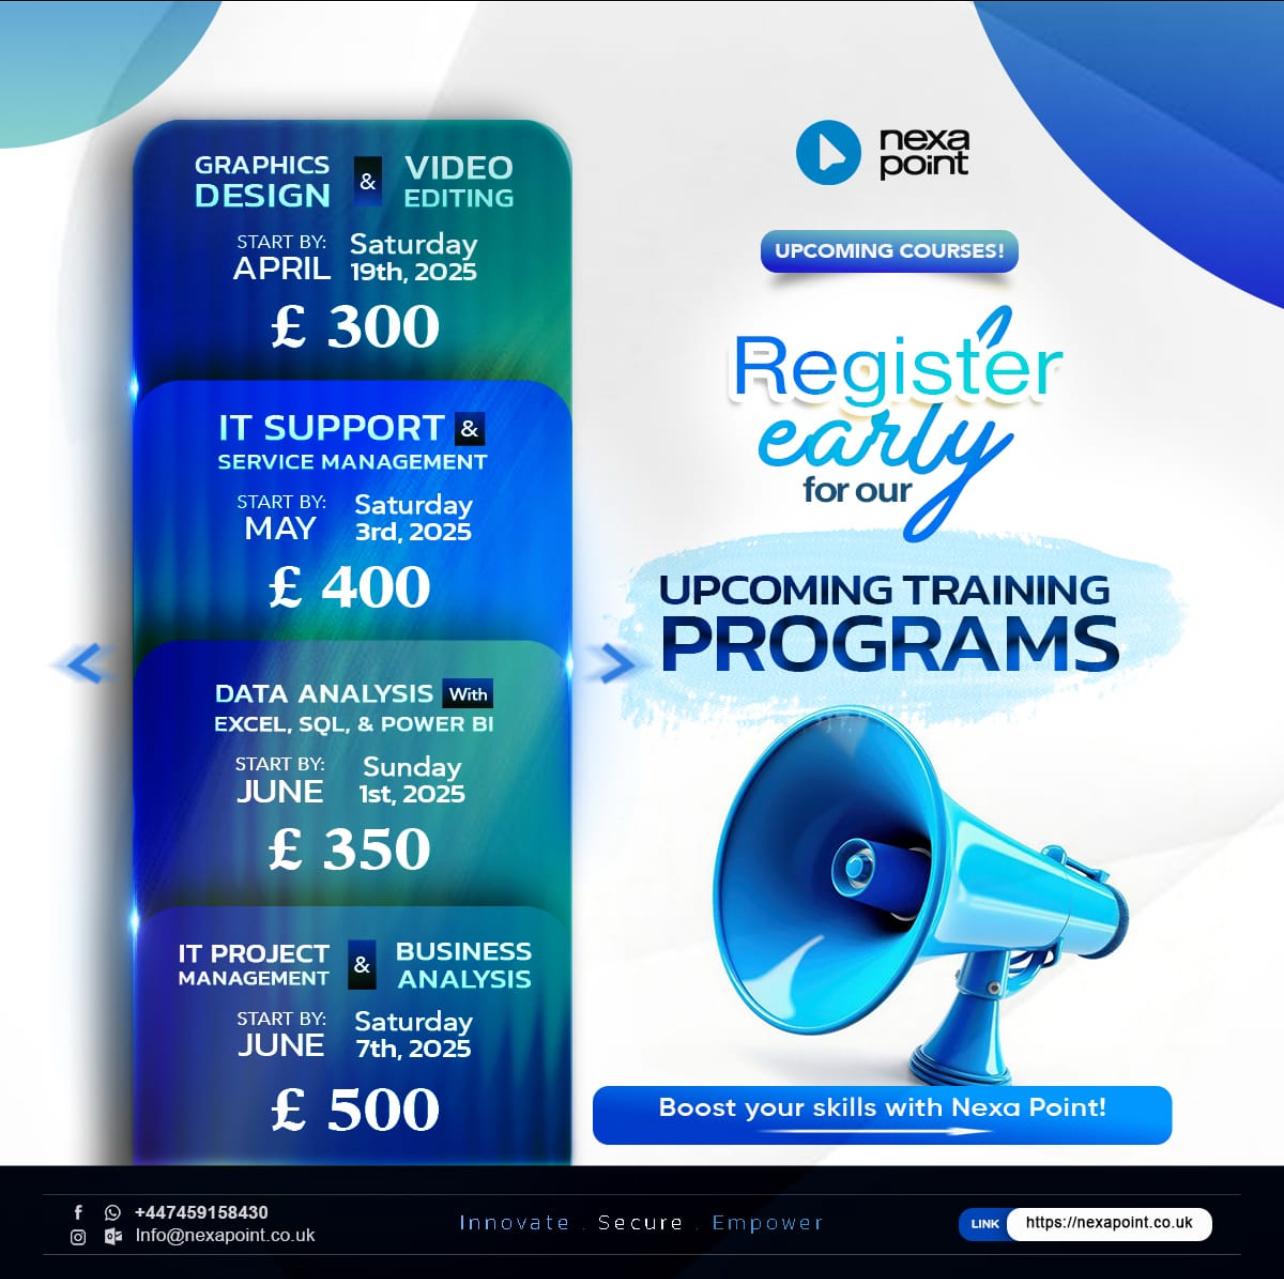 GRAPHICS & VIDEO
DESIGN EDITING
START BY: Saturday
APRIL 19th, 2025
£ 300
IT SUPPORT &
SERVICE MANAGEMENT
START BY: Saturday
MAY 3rd, 2025
£ 400
DATA ANALYSIS With
EXCEL, SQL, & POWER BI
START BY: Sunday
JUNE 1st, 2025
£ 350
IT PROJECT & BUSINESS
MANAGEMENT ANALYSIS
START BY: Saturday
JUNE 7th, 2025
£ 500
nexa
point
UPCOMING COURSES!
Register
early
for our
UPCOMING TRAINING
PROGRAMS
Boost your skills with Nexa Point!
+447459158430
Info@nexapoint.co.uk
Innovate . Secure . Empower
LINK https://nexapoint.co.uk